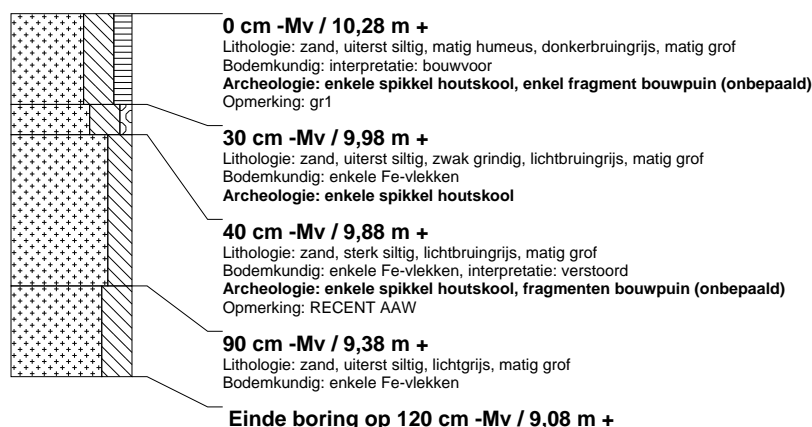 0 cm -Mv / 10,28 m +
Lithologie: zand, uiterst siltig, matig humeus, donkerbruingrijs, matig grof
Bodemkundig: interpretatie: bouwvoor
Archeologie: enkele spikkel houtskool, enkel fragment bouwpuin (onbepaald)
Opmerking: gr1
30 cm -Mv / 9,98 m +
Lithologie: zand, uiterst siltig, zwak grindig, lichtbruingrijs, matig grof
Bodemkundig: enkele Fe-vlekken
Archeologie: enkele spikkel houtskool
40 cm -Mv / 9,88 m +
Lithologie: zand, sterk siltig, lichtbruingrijs, matig grof
Bodemkundig: enkele Fe-vlekken, interpretatie: verstoord
Archeologie: enkele spikkel houtskool, fragmenten bouwpuin (onbepaald)
Opmerking: RECENT AAW
90 cm -Mv / 9,38 m +
Lithologie: zand, uiterst siltig, lichtgrijs, matig grof
Bodemkundig: enkele Fe-vlekken
Einde boring op 120 cm -Mv / 9,08 m +